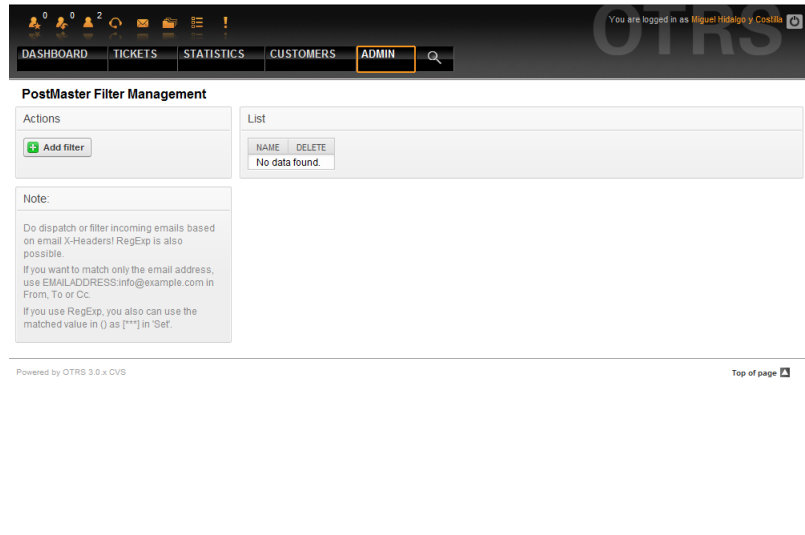 0 0 2
You are logged in as Miguel Hidalgo y Costilla
OTRS
DASHBOARD TICKETS STATISTICS CUSTOMERS ADMIN
PostMaster Filter Management
Actions
Add filter
List
NAME DELETE
No data found.
Note:
Do dispatch or filter incoming emails based
on email X-Headers! RegExp is also
possible.
If you want to match only the email address,
use EMAILADDRESS:info@example.com in
From, To or Cc.
If you use RegExp, you also can use the
matched value in () as [***] in 'Set'.
Powered by OTRS 3.0.x CVS
Top of page